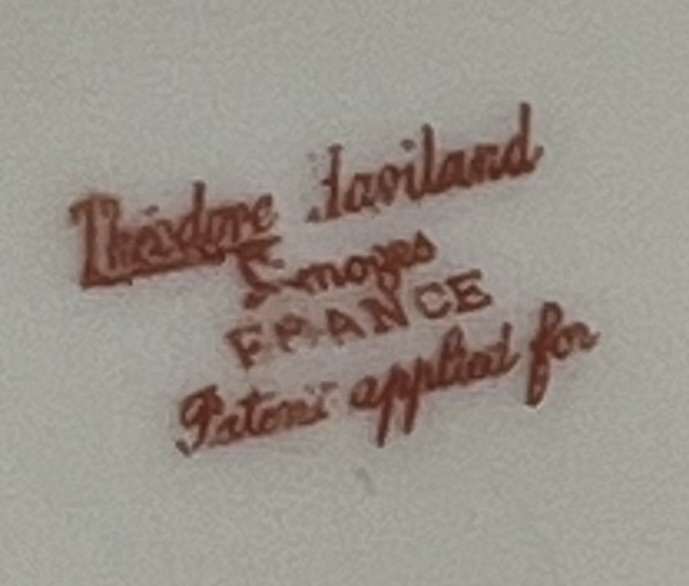 Theodore Haviland
Limoges
FRANCE
Patent applied for